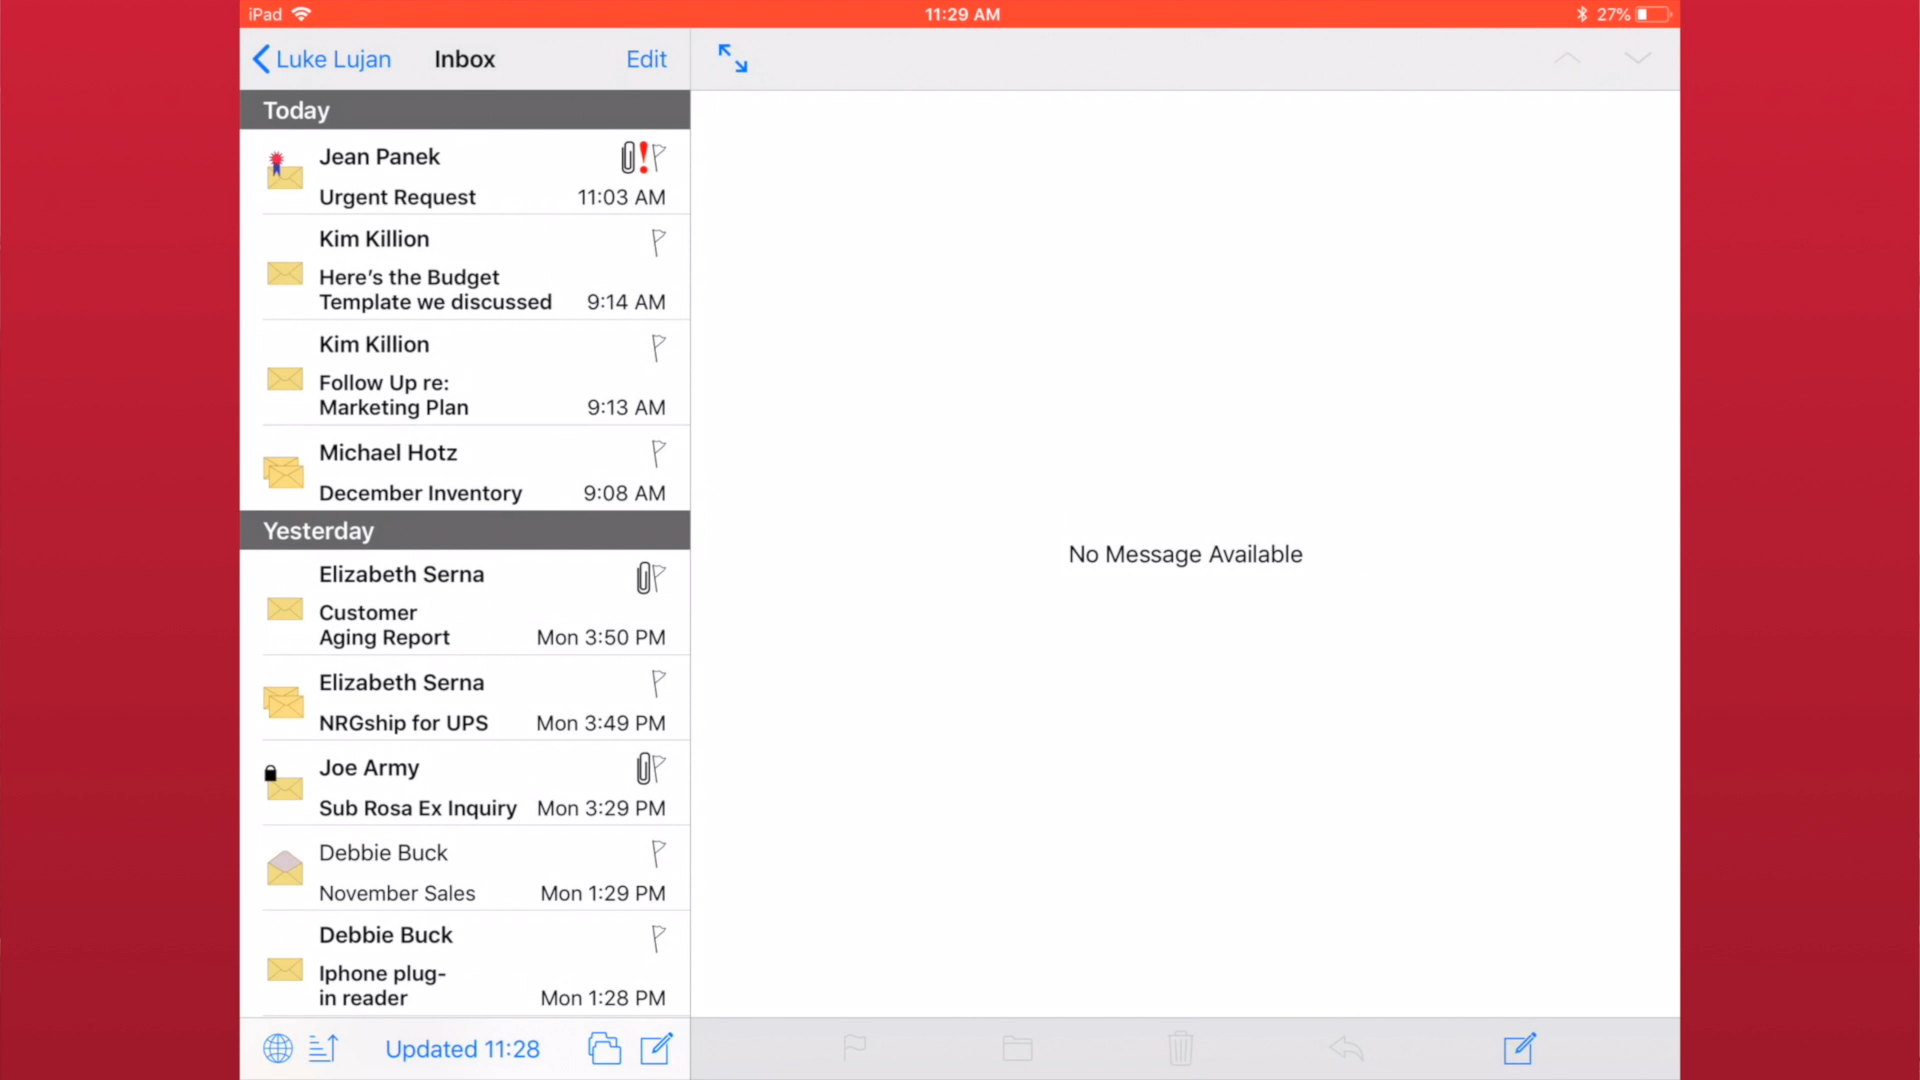 iPad
11:29 AM
27%
Luke Lujan
Inbox
Edit
Today
Jean Panek
Urgent Request
11:03 AM
Kim Killion
Here's the Budget
Template we discussed
9:14 AM
Kim Killion
Follow Up re:
Marketing Plan
9:13 AM
Michael Hotz
December Inventory
9:08 AM
Yesterday
Elizabeth Serna
Customer
Aging Report
Mon 3:50 PM
Elizabeth Serna
NRGship for UPS
Mon 3:49 PM
Joe Army
Sub Rosa Ex Inquiry
Mon 3:29 PM
Debbie Buck
November Sales
Mon 1:29 PM
Debbie Buck
Iphone plug-
in reader
Mon 1:28 PM
Updated 11:28
No Message Available